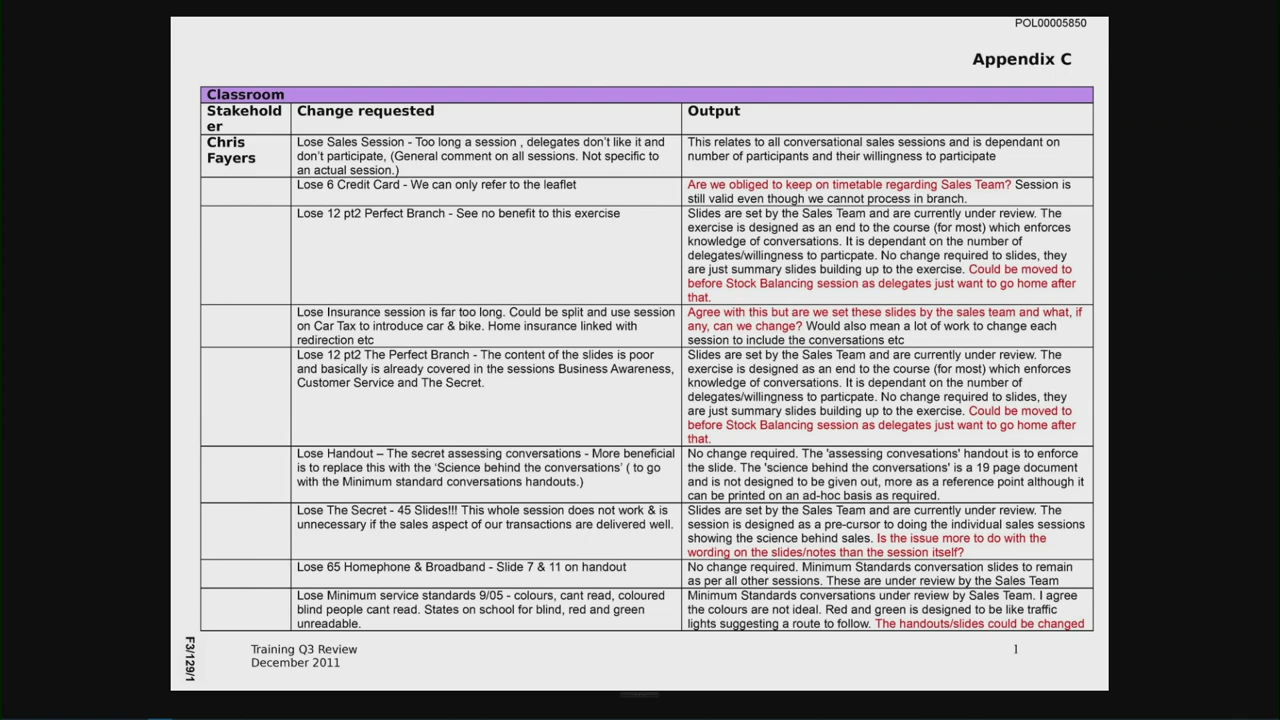 POL00005850
Appendix C
Classroom
Stakehold
er
Change requested
Output
Chris
Fayers
Lose Sales Session - Too long a session , delegates don't like it and
don't participate, (General comment on all sessions. Not specific to
an actual session.)
This relates to all conversational sales sessions and is dependant on
number of participants and their willingness to participate
Lose 6 Credit Card - We can only refer to the leaflet
Are we obliged to keep on timetable regarding Sales Team? Session is
still valid even though we cannot process in branch.
Lose 12 pt2 Perfect Branch - See no benefit to this exercise
Slides are set by the Sales Team and are currently under review. The
exercise is designed as an end to the course (for most) which enforces
knowledge of conversations. It is dependant on the number of
delegates/willingness to particpate. No change required to slides, they
are just summary slides building up to the exercise. Could be moved to
before Stock Balancing session as delegates just want to go home after
that.
Lose Insurance session is far too long. Could be split and use session
on Car Tax to introduce car & bike. Home insurance linked with
redirection etc
Agree with this but are we set these slides by the sales team and what, if
any, can we change? Would also mean a lot of work to change each
session to include the conversations etc
Lose 12 pt2 The Perfect Branch - The content of the slides is poor
and basically is already covered in the sessions Business Awareness,
Customer Service and The Secret.
Slides are set by the Sales Team and are currently under review. The
exercise is designed as an end to the course (for most) which enforces
knowledge of conversations. It is dependant on the number of
delegates/willingness to particpate. No change required to slides, they
are just summary slides building up to the exercise. Could be moved to
before Stock Balancing session as delegates just want to go home after
that.
Lose Handout – The secret assessing conversations - More beneficial
is to replace this with the 'Science behind the conversations' ( to go
with the Minimum standard conversations handouts.)
No change required. The 'assessing convesations' handout is to enforce
the slide. The 'science behind the conversations' is a 19 page document
and is not designed to be given out, more as a reference point although it
can be printed on an ad-hoc basis as required.
Lose The Secret - 45 Slides!!! This whole session does not work & is
unnecessary if the sales aspect of our transactions are delivered well.
Slides are set by the Sales Team and are currently under review. The
session is designed as a pre-cursor to doing the individual sales sessions
showing the science behind sales. Is the issue more to do with the
wording on the slides/notes than the session itself?
Lose 65 Homephone & Broadband - Slide 7 & 11 on handout
No change required. Minimum Standards conversation slides to remain
as per all other sessions. These are under review by the Sales Team
Lose Minimum service standards 9/05 - colours, cant read, coloured
blind people cant read. States on school for blind, red and green
unreadable.
Minimum Standards conversations under review by Sales Team. I agree
the colours are not ideal. Red and green is designed to be like traffic
lights suggesting a route to follow. The handouts/slides could be changed
F3/129/1
Training Q3 Review
December 2011
1